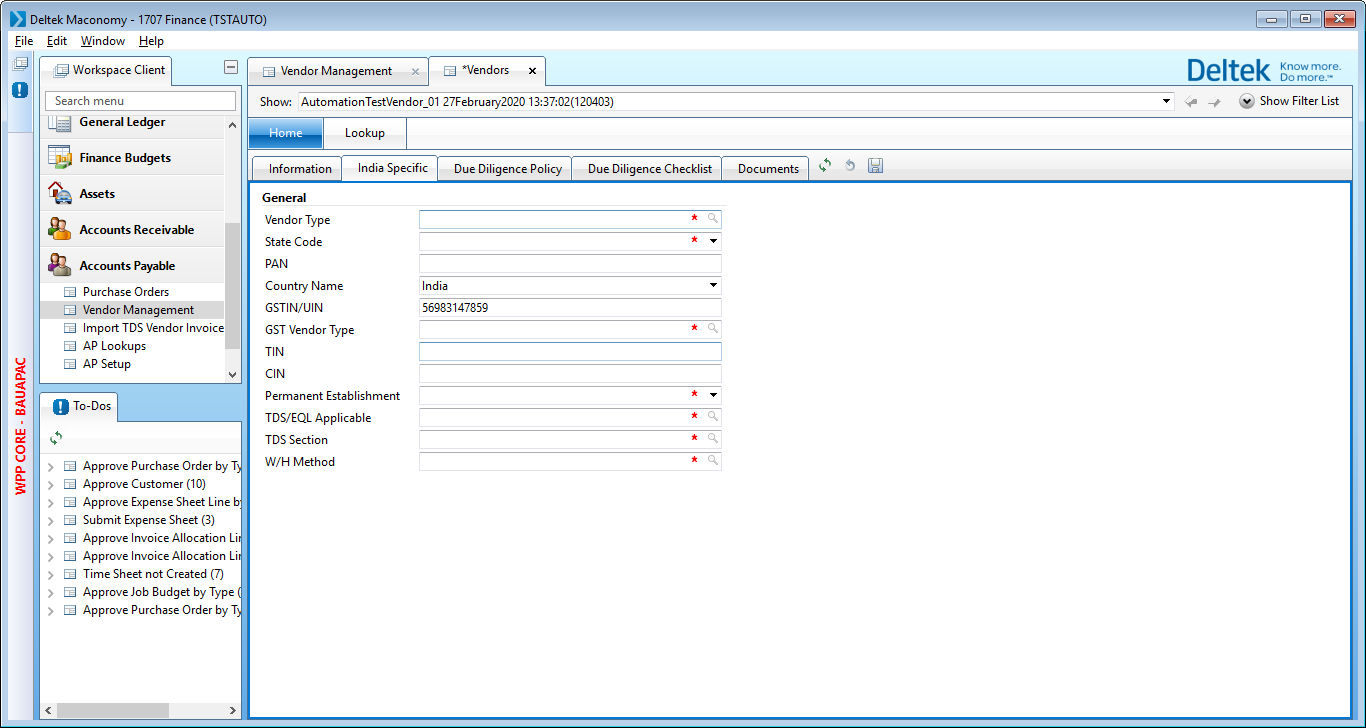 Deltek Maconomy - 1707 Finance (TSTAUTO)
File Edit Window Help
Workspace Client
Search menu
General Ledger
Finance Budgets
Assets
Accounts Receivable
Accounts Payable
Purchase Orders
Vendor Management
Import TDS Vendor Invoice
AP Lookups
AP Setup
WPP CORE - BAUAPAC
To-Dos
Approve Purchase Order by Ty
Approve Customer (10)
Approve Expense Sheet Line by
Submit Expense Sheet (3)
Approve Invoice Allocation Lin
Approve Invoice Allocation Lin
Time Sheet not Created (7)
Approve Job Budget by Type (
Approve Purchase Order by Ty
Vendor Management *Vendors
Deltek Know more.
Do more.™
Show: AutomationTestVendor_01 27February2020 13:37:02(120403) Show Filter List
Home Lookup
Information India Specific Due Diligence Policy Due Diligence Checklist Documents
General
Vendor Type *
State Code *
PAN
Country Name India
GSTIN/UIN 56983147859
GST Vendor Type *
TIN
CIN
Permanent Establishment *
TDS/EQL Applicable *
TDS Section *
W/H Method *